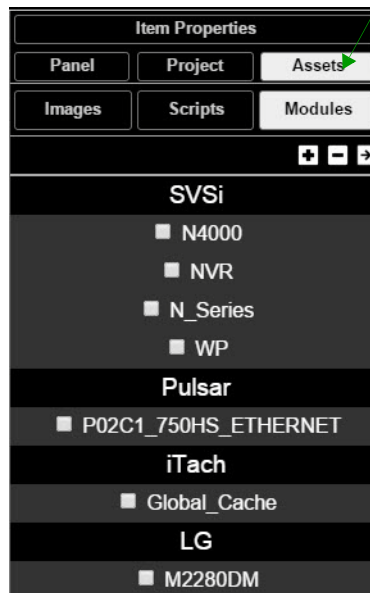 Item Properties
Panel Project Assets
Images Scripts Modules
SVSi
N4000
NVR
N_Series
WP
Pulsar
P02C1_750HS_ETHERNET
iTach
Global_Cache
LG
M2280DM